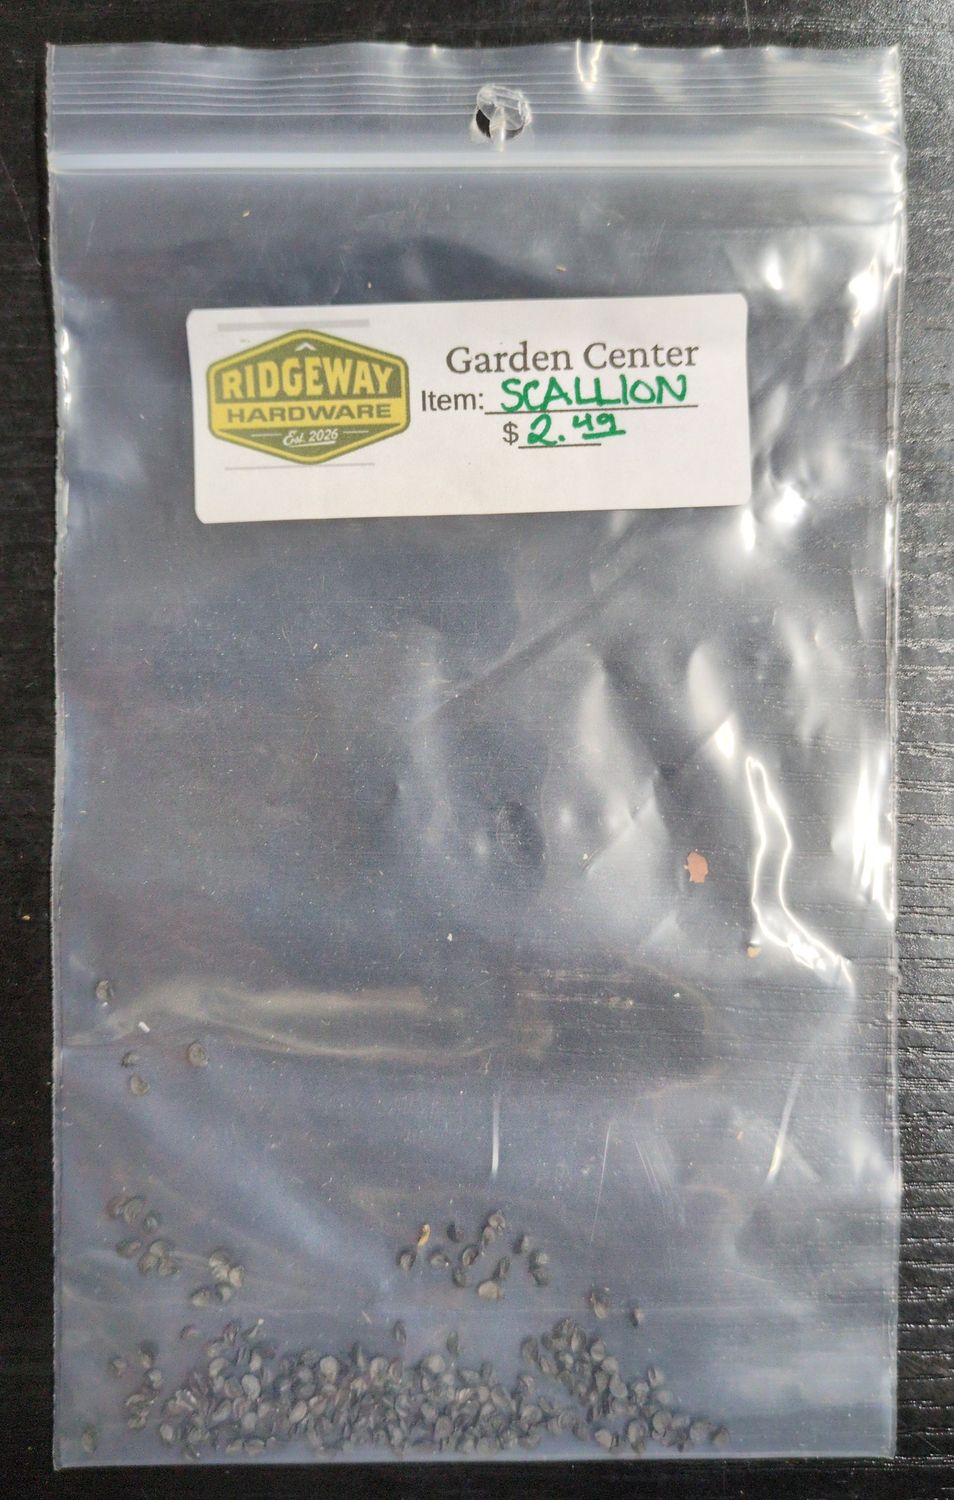 RIDGEWAY
HARDWARE
Est. 2026
Garden Center
Item: SCALLION
$ 2.49